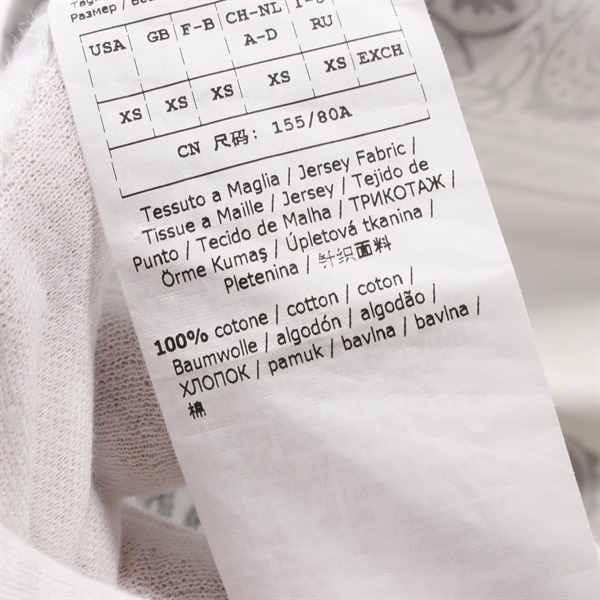 Размер /
USA GB F-B CH-NL
A-D RU
XS XS XS XS XS EXCH
CN 尺码: 155/80A
Tessuto a Maglia / Jersey Fabric /
Tissue a Maille / Jersey / Tejido de
Punto / Tecido de Malha / ТРИКОТАЖ /
Örme Kumaş / Úpletová tkanina /
Pletenina / 针织面料
100% cotone / cotton / coton /
Baumwolle / algodón / algodão /
ХЛОПОК / pamuk / bavlna / bavlna /
棉